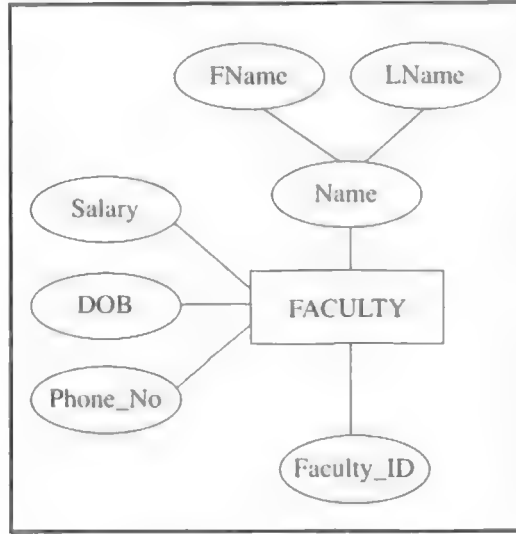 FName
LName
Name
Salary
DOB
FACULTY
Phone_No
Faculty_ID